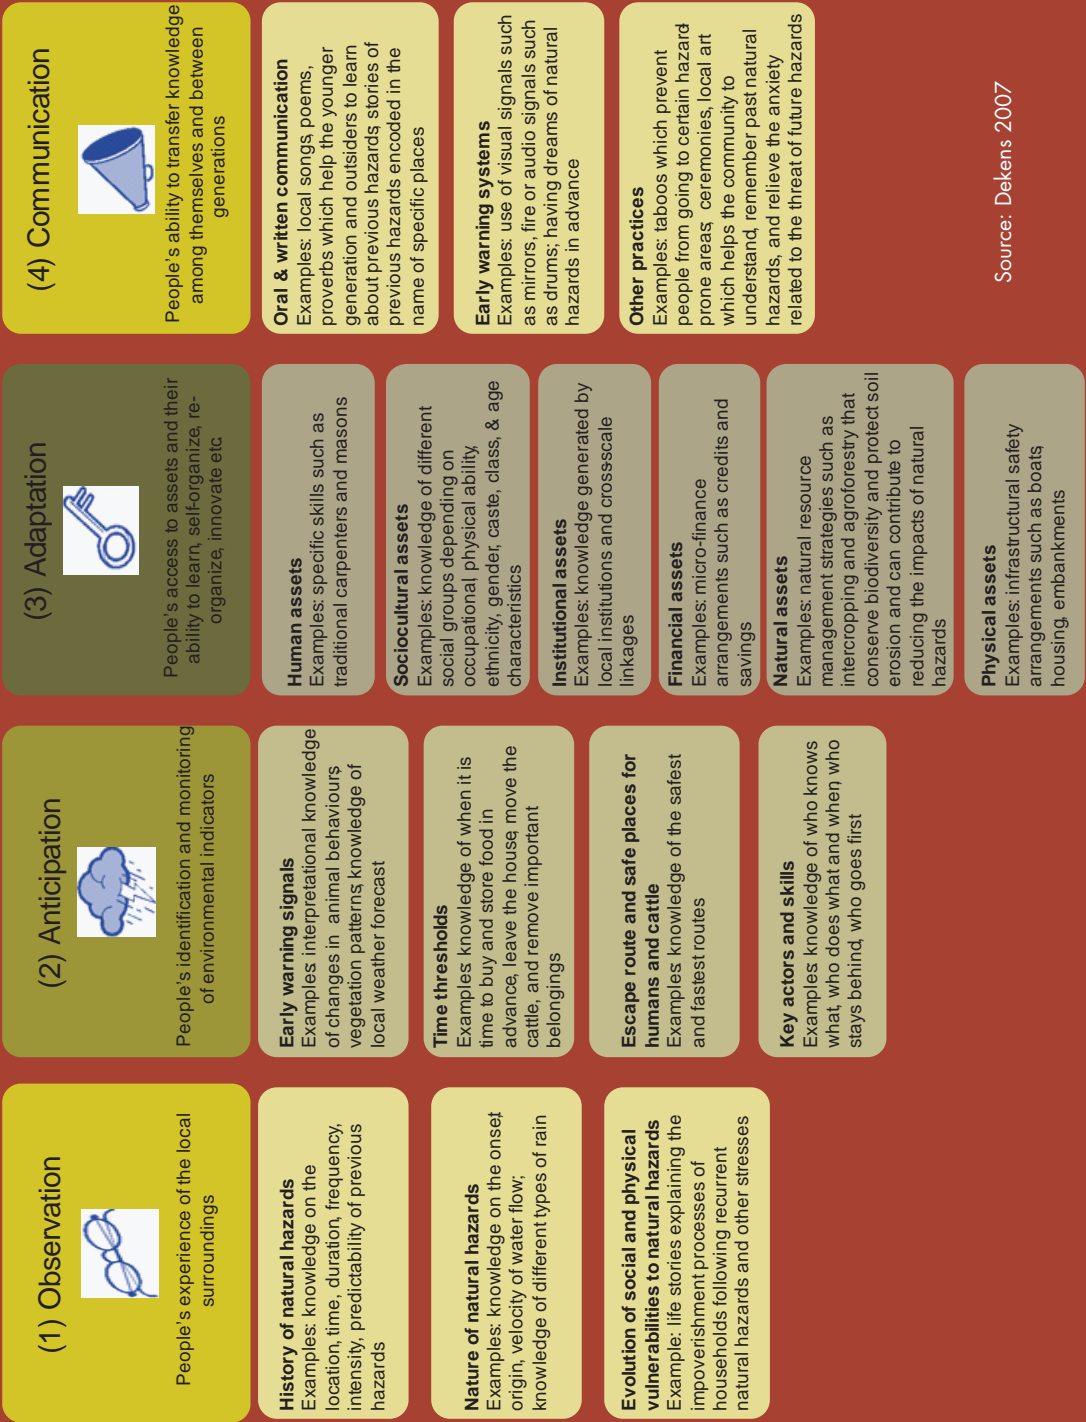 (1) Observation
People's experience of the local
surroundings
History of natural hazards
Examples: knowledge on the
location, time, duration, frequency,
intensity, predictability of previous
hazards
Nature of natural hazards
Examples: knowledge on the onset,
origin, velocity of water flow;
knowledge of different types of rain
Evolution of social and physical
vulnerabilities to natural hazards
Example: life stories explaining the
impoverishment processes of
households following recurrent
natural hazards and other stresses
(2) Anticipation
People's identification and monitoring
of environmental indicators
Early warning signals
Examples: interpretational knowledge
of changes in animal behaviours,
vegetation patterns; knowledge of
local weather forecast
Time thresholds
Examples: knowledge of when it is
time to buy and store food in
advance, leave the house, move the
cattle, and remove important
belongings
Escape route and safe places for
humans and cattle
Examples: knowledge of the safest
and fastest routes
Key actors and skills
Examples: knowledge of who knows
what, who does what and when, who
stays behind, who goes first
(3) Adaptation
People's access to assets and their
ability to learn, self-organize, re-
organize, innovate etc.
Human assets
Examples: specific skills such as
traditional carpenters and masons
Sociocultural assets
Examples: knowledge of different
social groups depending on
occupational, physical ability,
ethnicity, gender, caste, class, & age
characteristics
Institutional assets
Examples: knowledge generated by
local institutions and cross-scale
linkages
Financial assets
Examples: micro-finance
arrangements such as credits and
savings
Natural assets
Examples: natural resource
management strategies such as
intercropping and agroforestry that
conserve biodiversity and protect soil
erosion and can contribute to
reducing the impacts of natural
hazards
Physical assets
Examples: infrastructural safety
arrangements such as boats,
housing, embankments
(4) Communication
People's ability to transfer knowledge
among themselves and between
generations
Oral & written communication
Examples: local songs, poems,
proverbs which help the younger
generation and outsiders to learn
about previous hazards; stories of
previous hazards encoded in the
name of specific places
Early warning systems
Examples: use of visual signals such
as mirrors, fire or audio signals such
as drums; having dreams of natural
hazards in advance
Other practices
Examples: taboos which prevent
people from going to certain hazard-
prone areas, ceremonies, local art
which helps the community to
understand, remember past natural
hazards, and relieve the anxiety
related to the threat of future hazards
Source: Dekens 2007